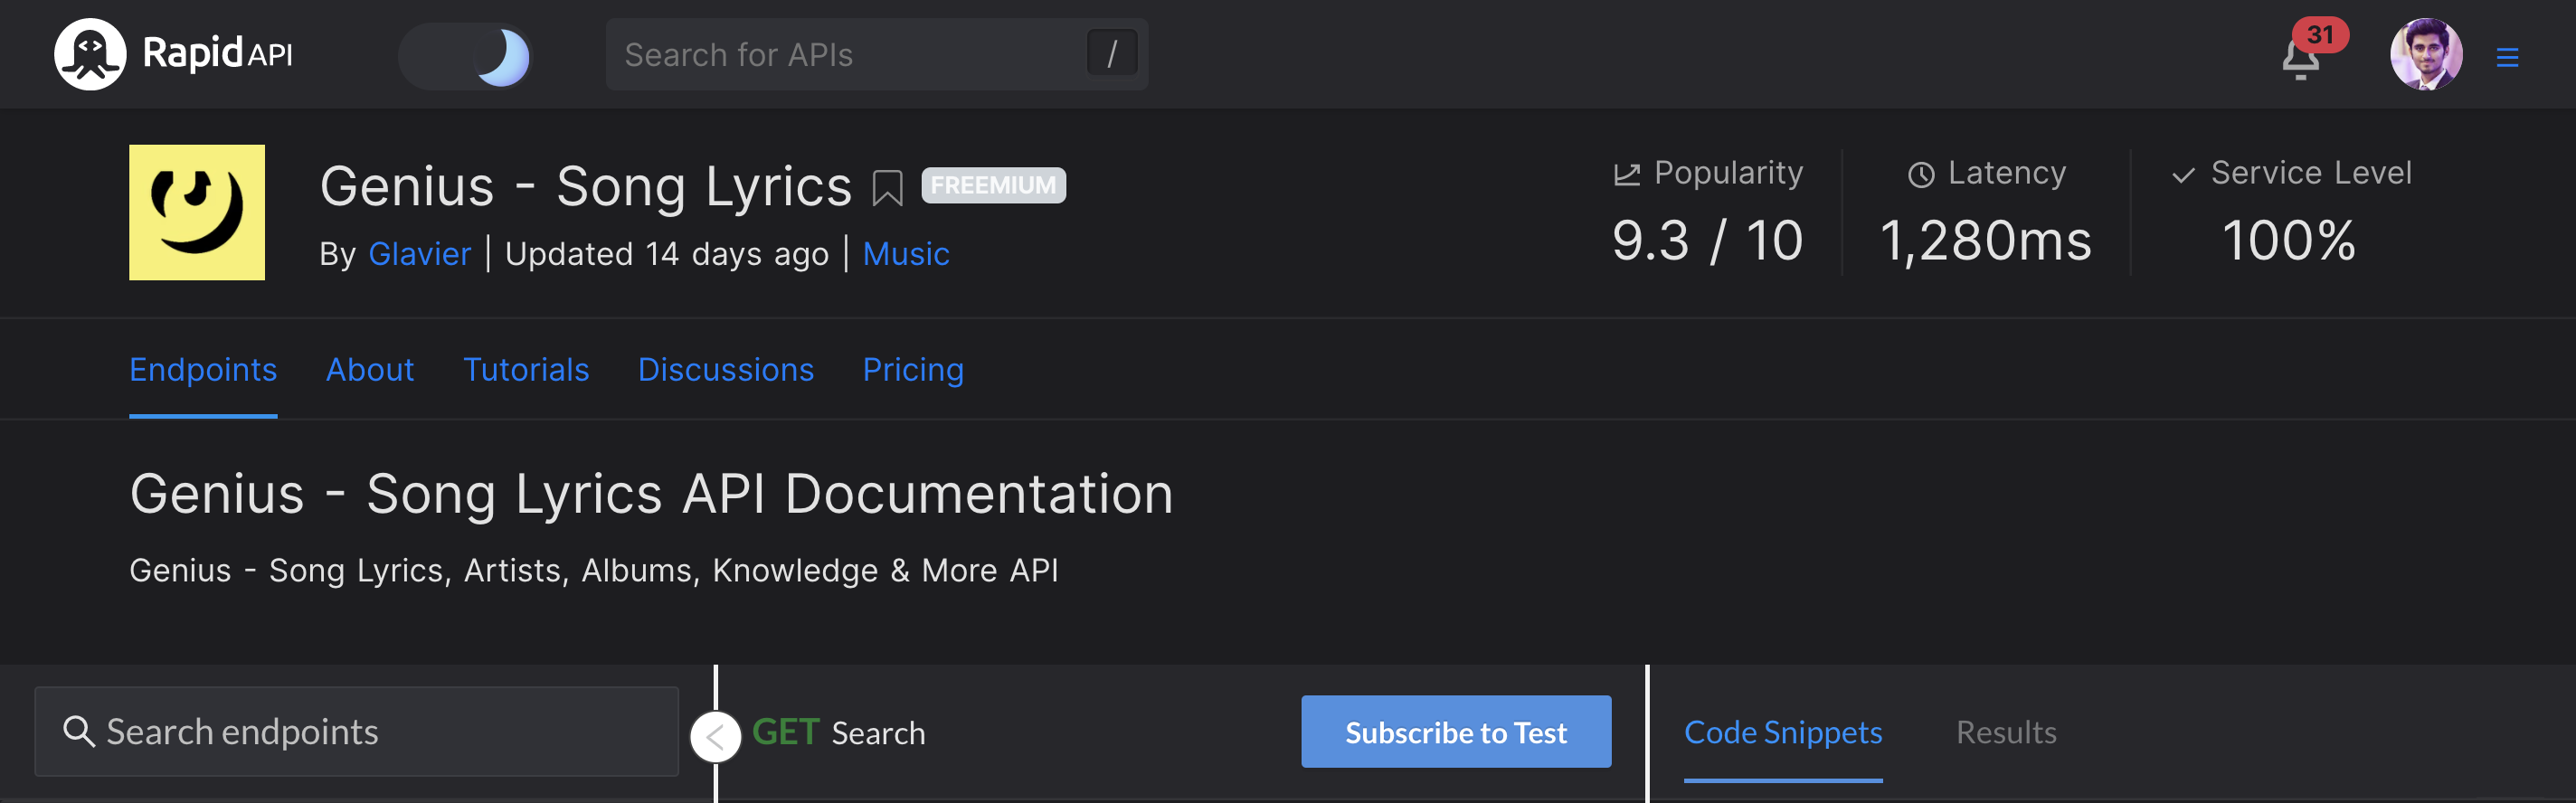 Rapid API
Search for APIs
/
31
Genius - Song Lyrics FREEMIUM
By Glavier | Updated 14 days ago | Music
Popularity
9.3 / 10
Latency
1,280ms
Service Level
100%
Endpoints About Tutorials Discussions Pricing
Genius - Song Lyrics API Documentation
Genius - Song Lyrics, Artists, Albums, Knowledge & More API
Search endpoints
GET Search
Subscribe to Test
Code Snippets Results